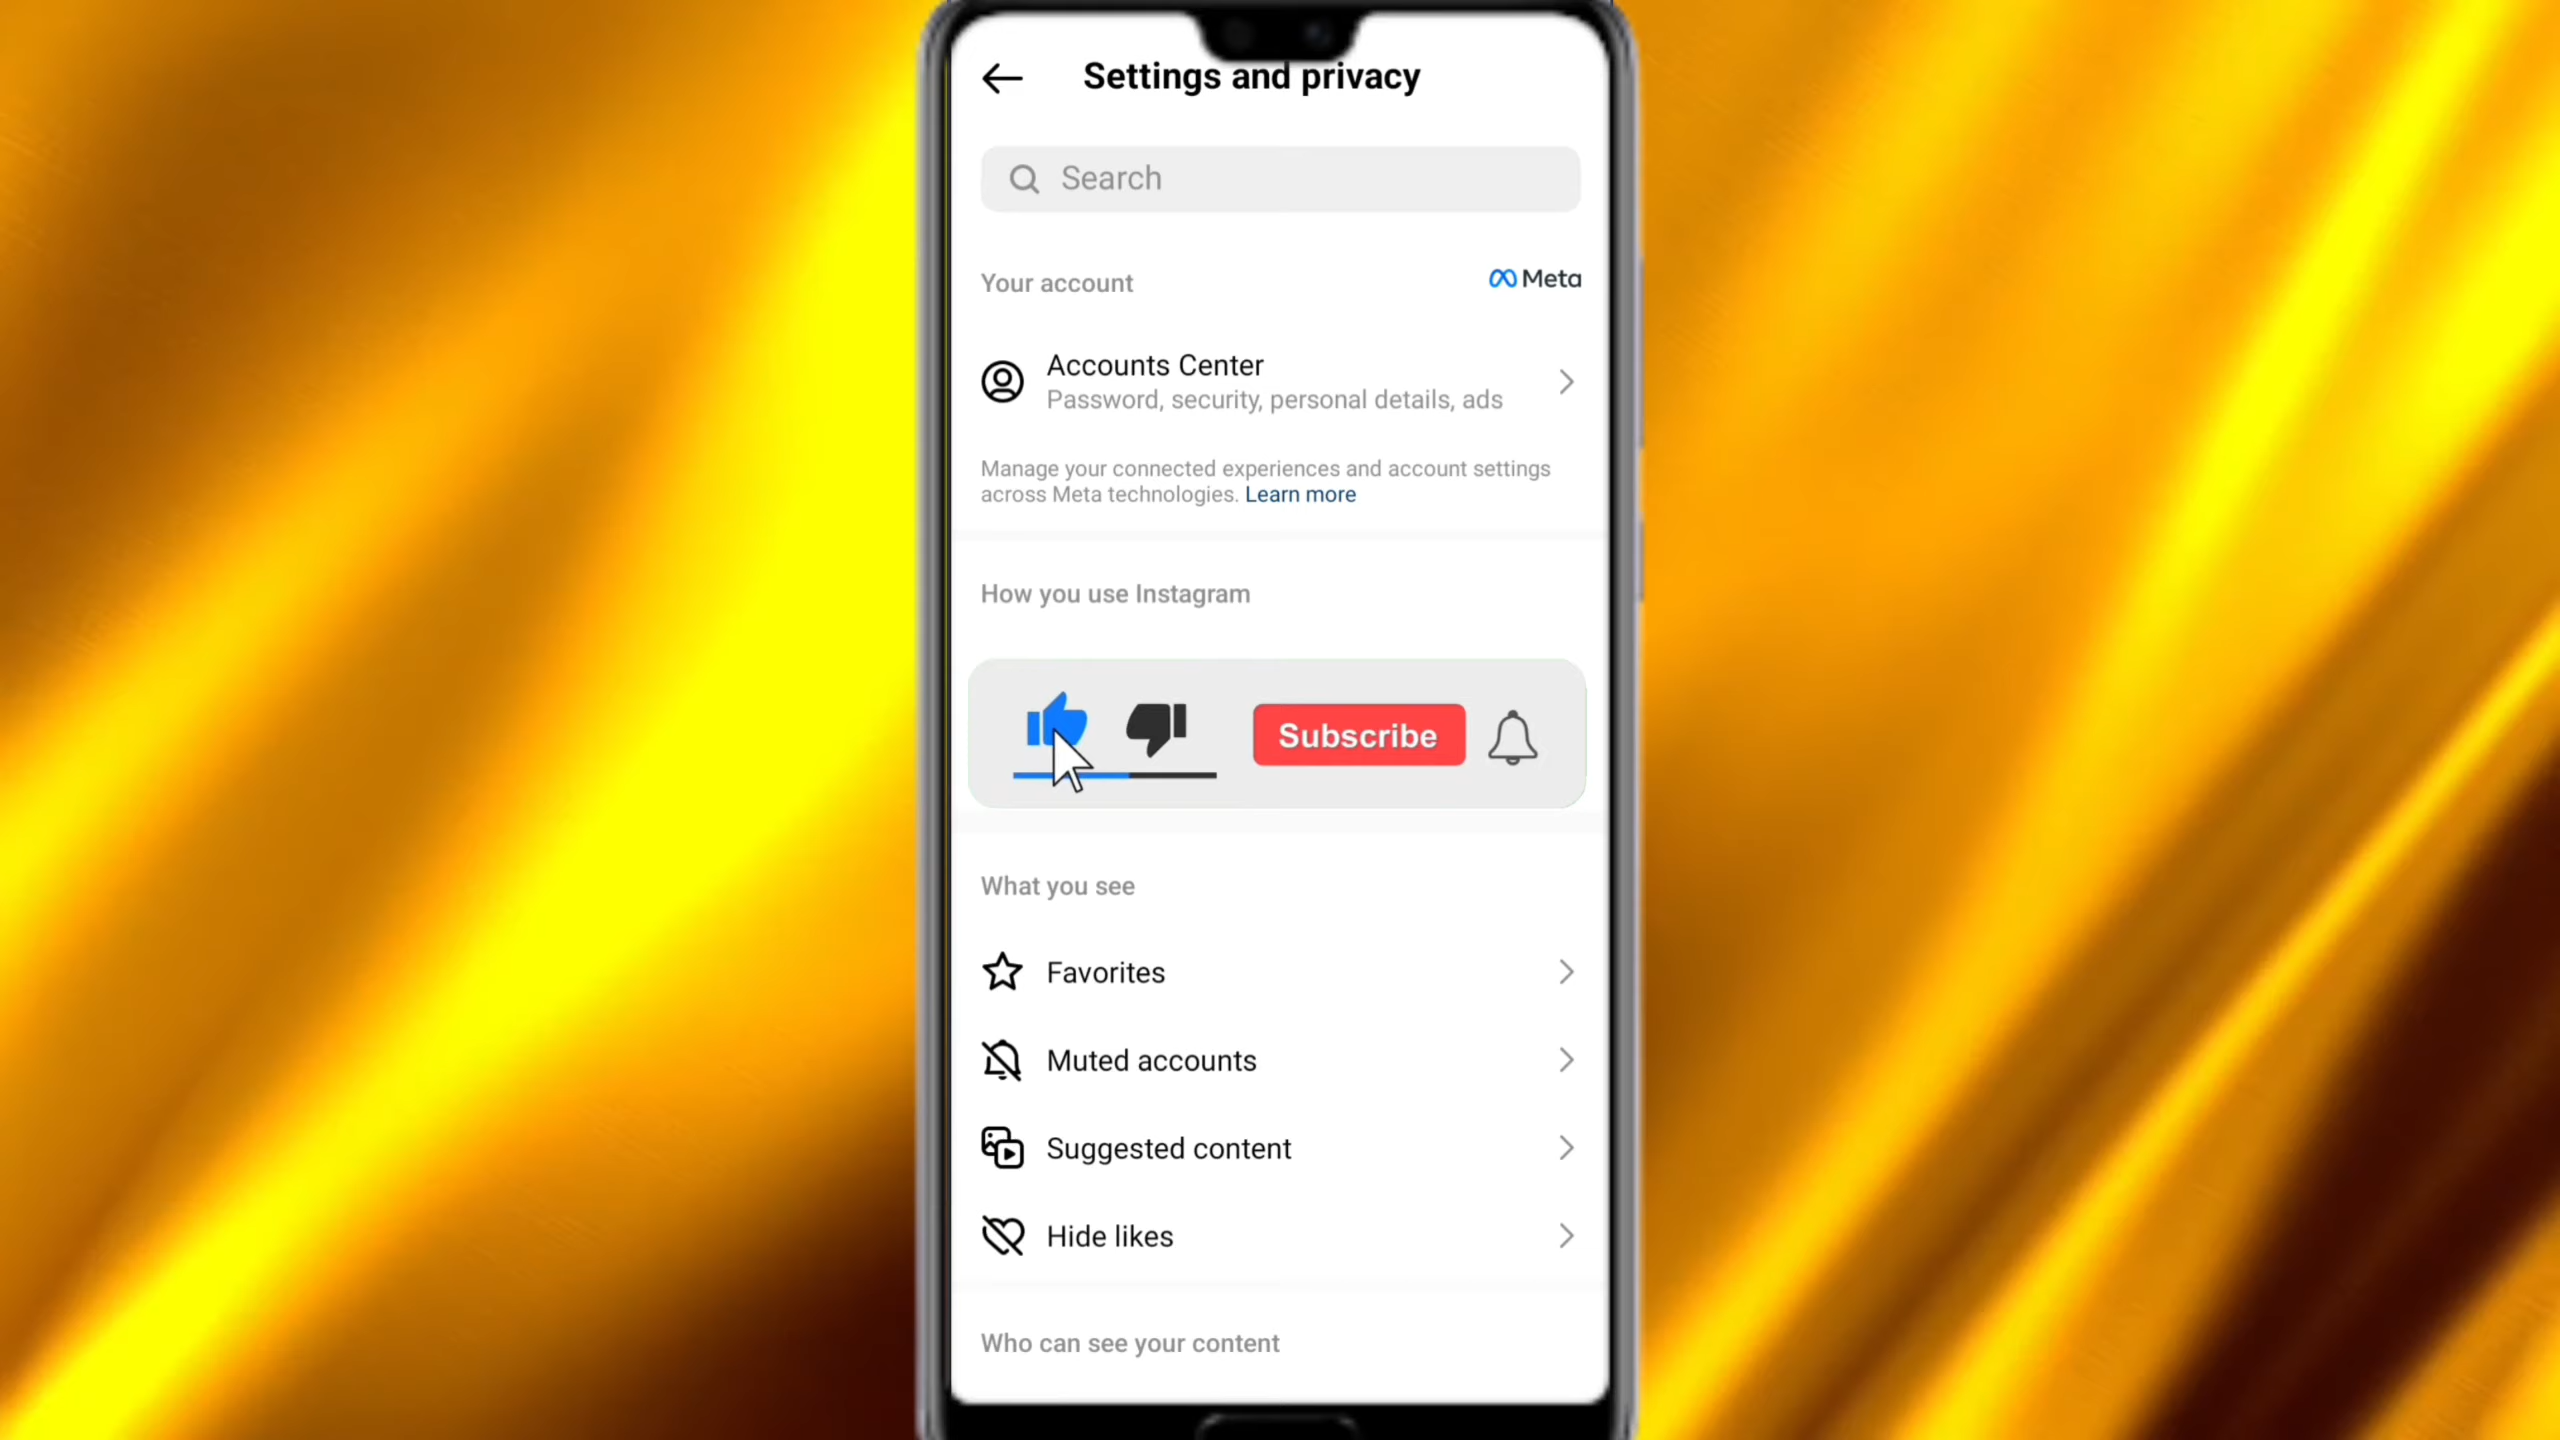 Settings and privacy
Search
Your account
Meta
Accounts Center
Password, security, personal details, ads
Manage your connected experiences and account settings
across Meta technologies. Learn more
How you use Instagram
Subscribe
What you see
Favorites
Muted accounts
Suggested content
Hide likes
Who can see your content